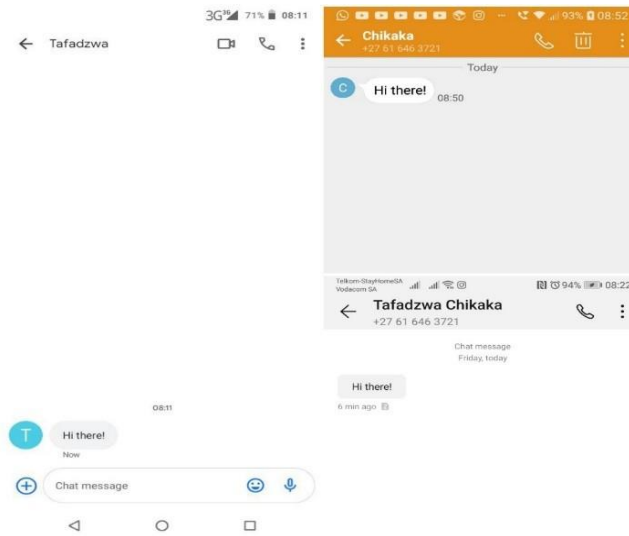 3G 3G 71% 08:11
Tafadzwa
08:11
T
Hi there!
Now
Chat message
93% 08:52
Chikaka
+27 61 646 3721
Today
C
Hi there!
08:50
Telkom-StayHomeSA
Vodacom SA
94% 08:22
Tafadzwa Chikaka
+27 61 646 3721
Chat message
Friday, today
Hi there!
6 min ago